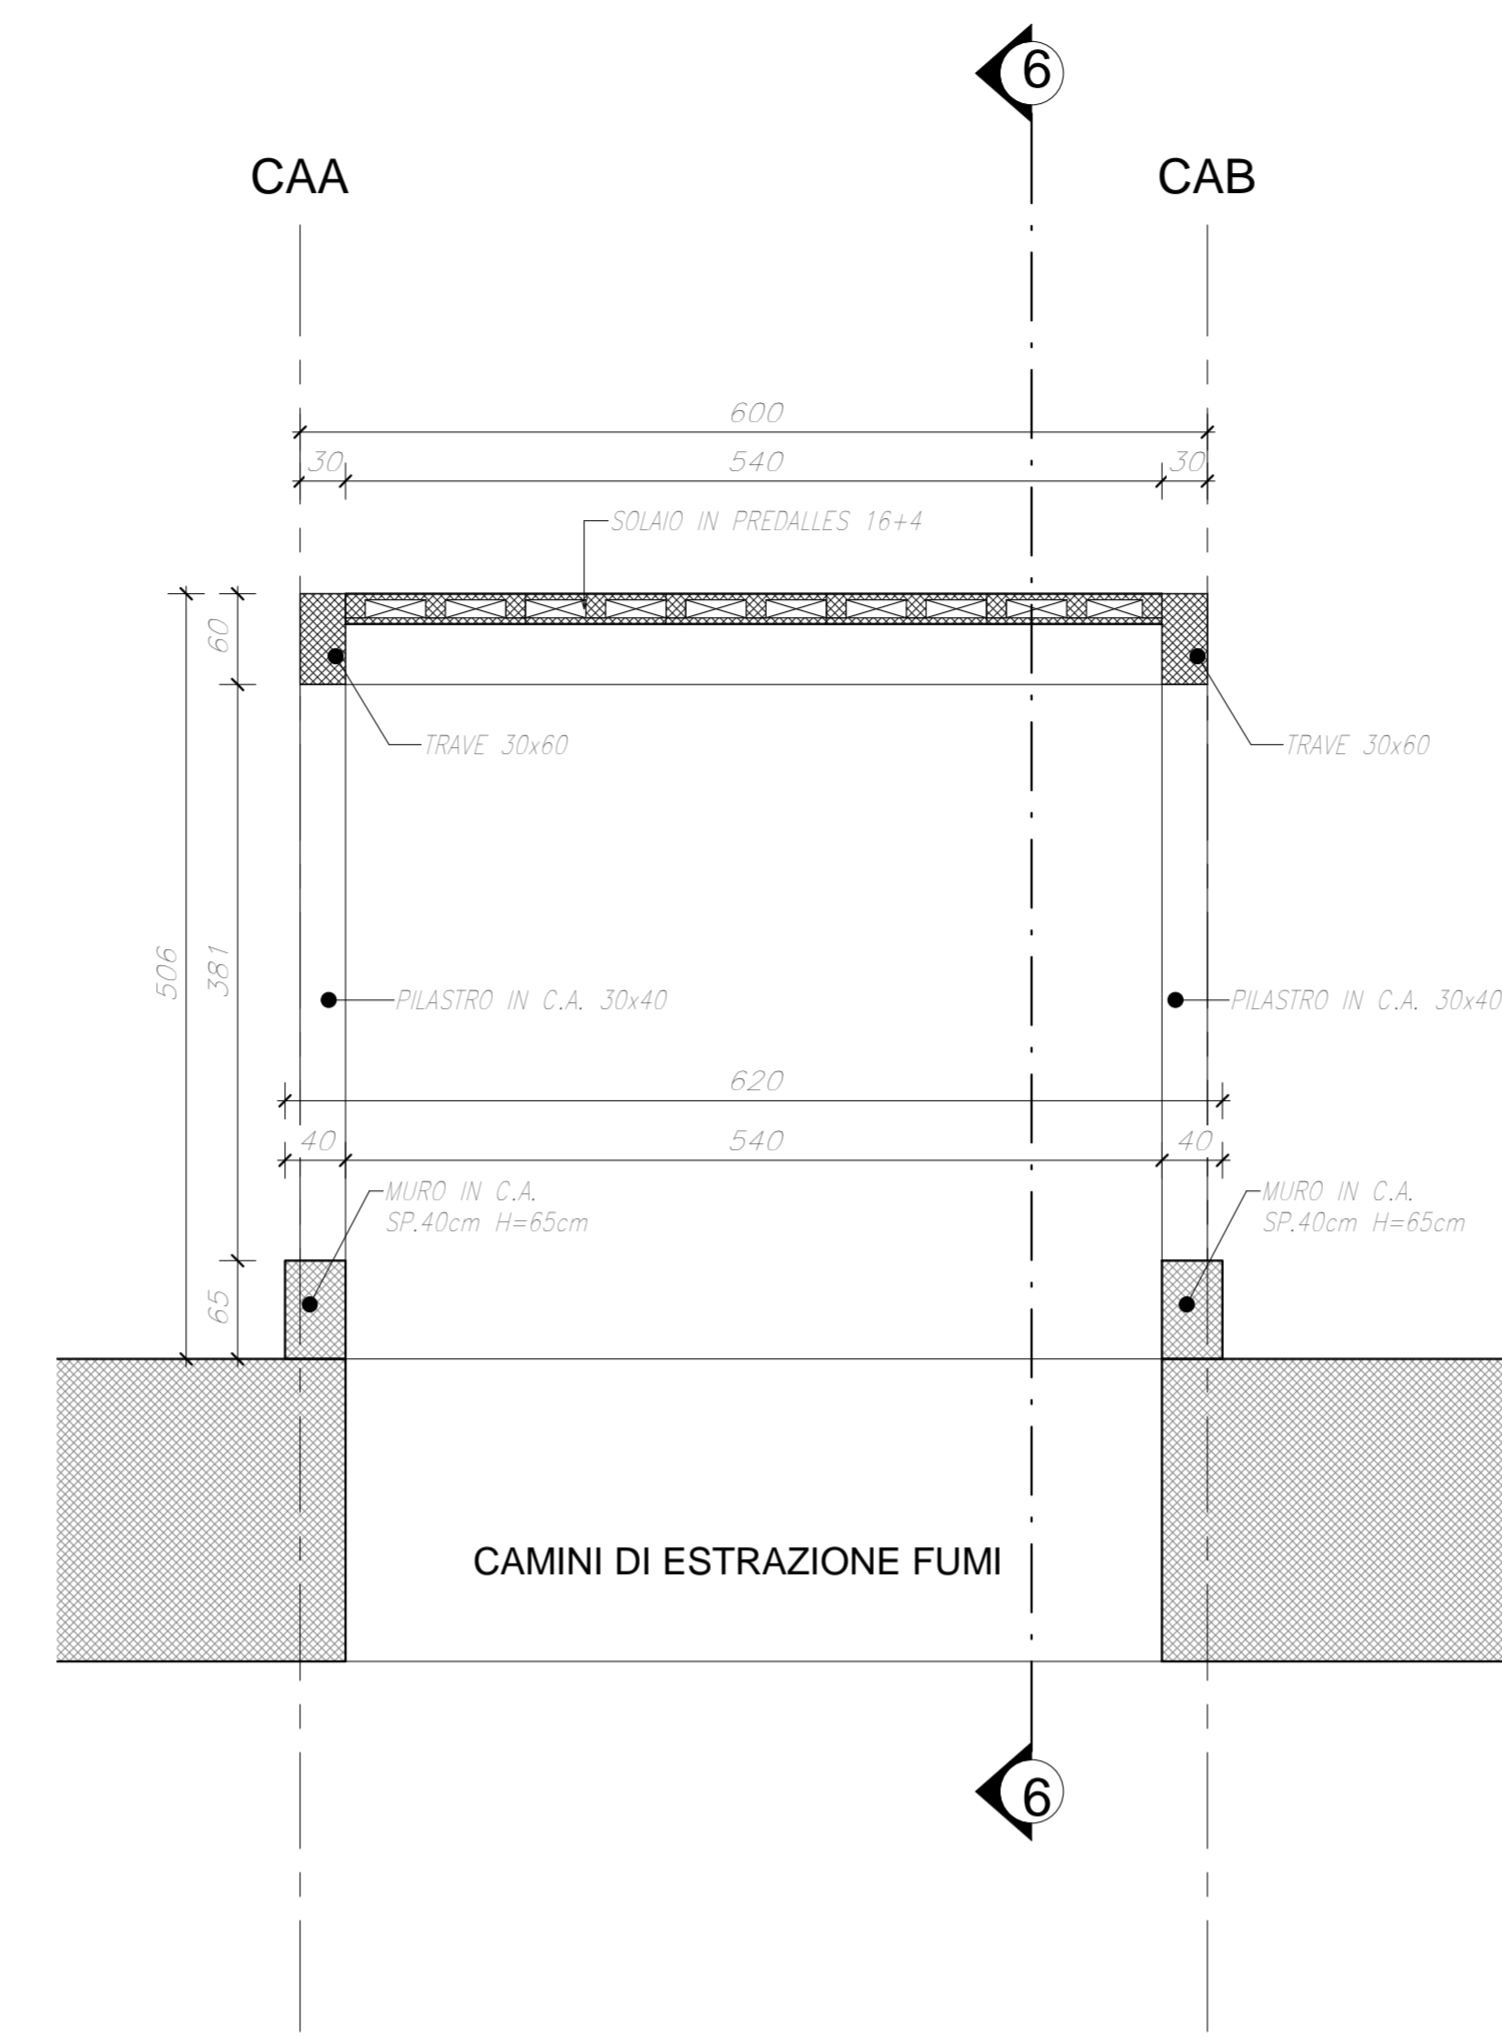 6
CAA
CAB
600
30
540
30
SOLAIO IN PREDALLES 16+4
60
TRAVE 30x60
TRAVE 30x60
506
381
PILASTRO IN C.A. 30x40
PILASTRO IN C.A. 30x40
620
40
540
40
MURO IN C.A.
SP.40cm H=65cm
MURO IN C.A.
SP.40cm H=65cm
65
CAMINI DI ESTRAZIONE FUMI
6